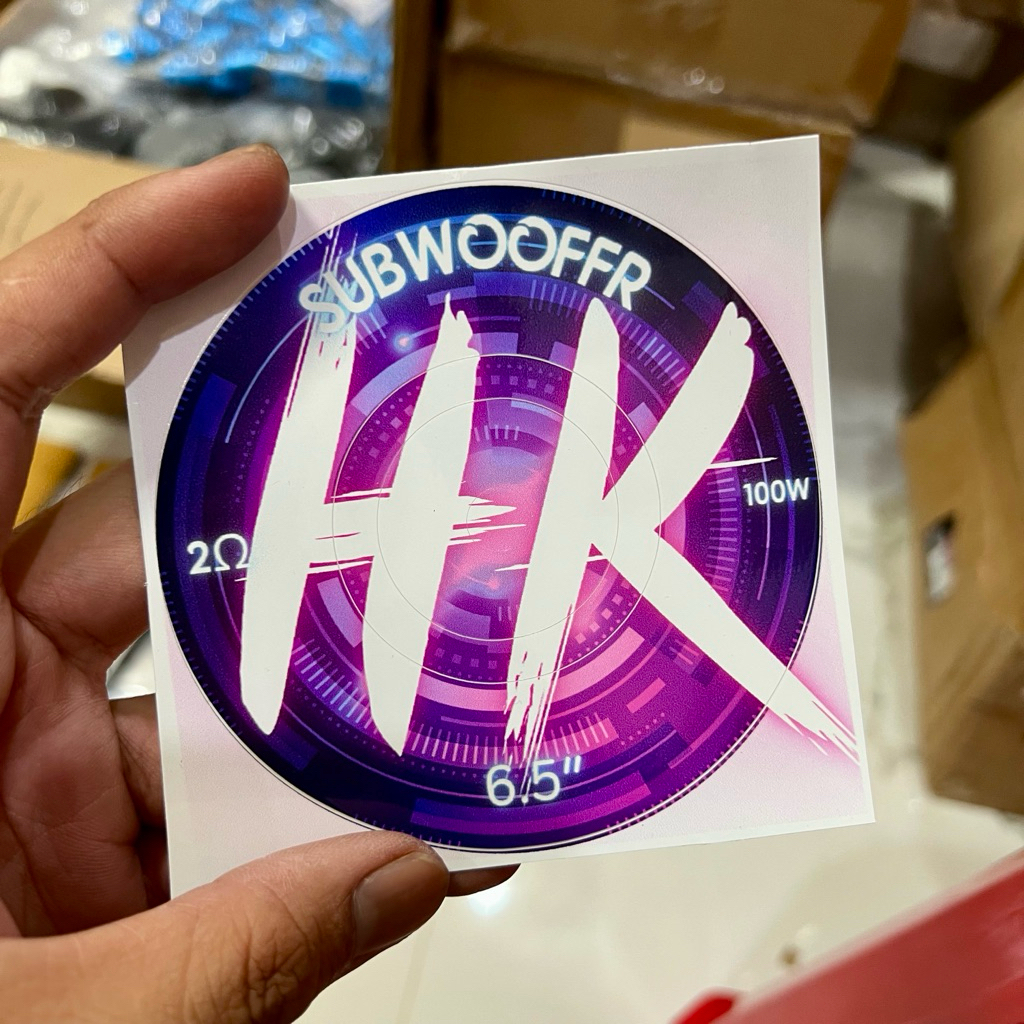 SUBWOOFFR
HK
100W
2Ω
6.5"